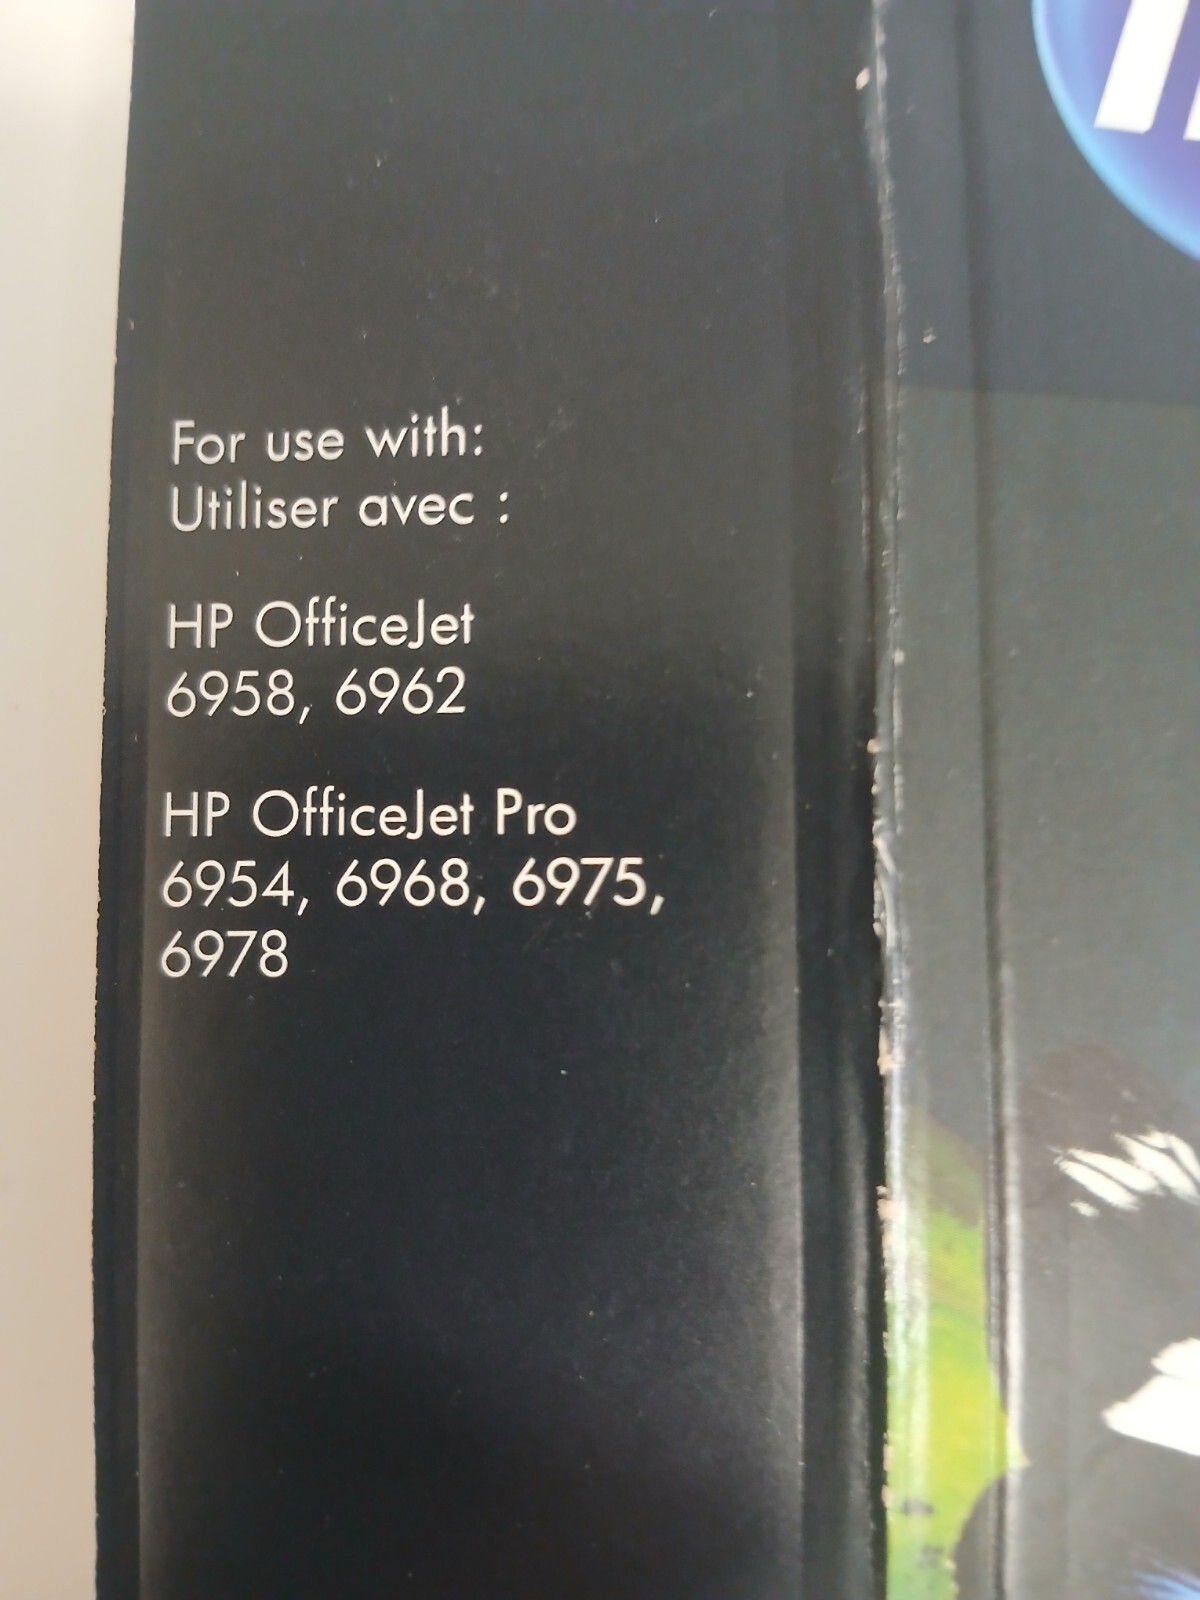 For use with:
Utiliser avec :
HP OfficeJet
6958, 6962
HP OfficeJet Pro
6954, 6968, 6975,
6978